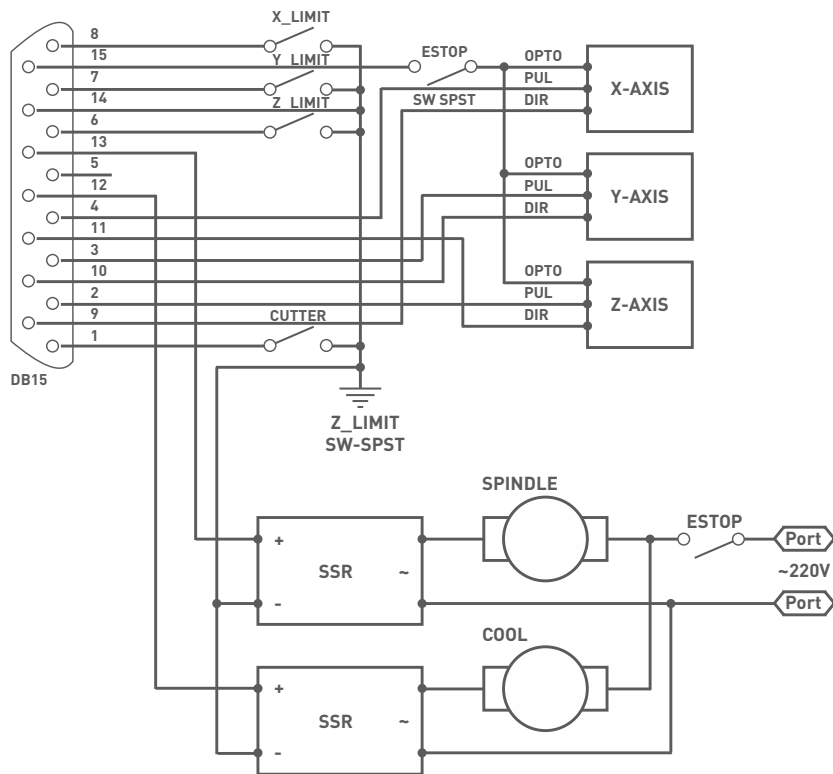 X_LIMIT
8
15
ESTOP
OPTO
Y_LIMIT
7
PUL
X-AXIS
SW SPST
DIR
14
Z_LIMIT
6
13
5
OPTO
12
PUL
Y-AXIS
4
DIR
11
3
OPTO
10
PUL
Z-AXIS
2
DIR
9
CUTTER
1
DB15
Z_LIMIT
SW-SPST
SPINDLE
ESTOP
+
Port
SSR
~
~220V
-
Port
COOL
+
SSR
~
-